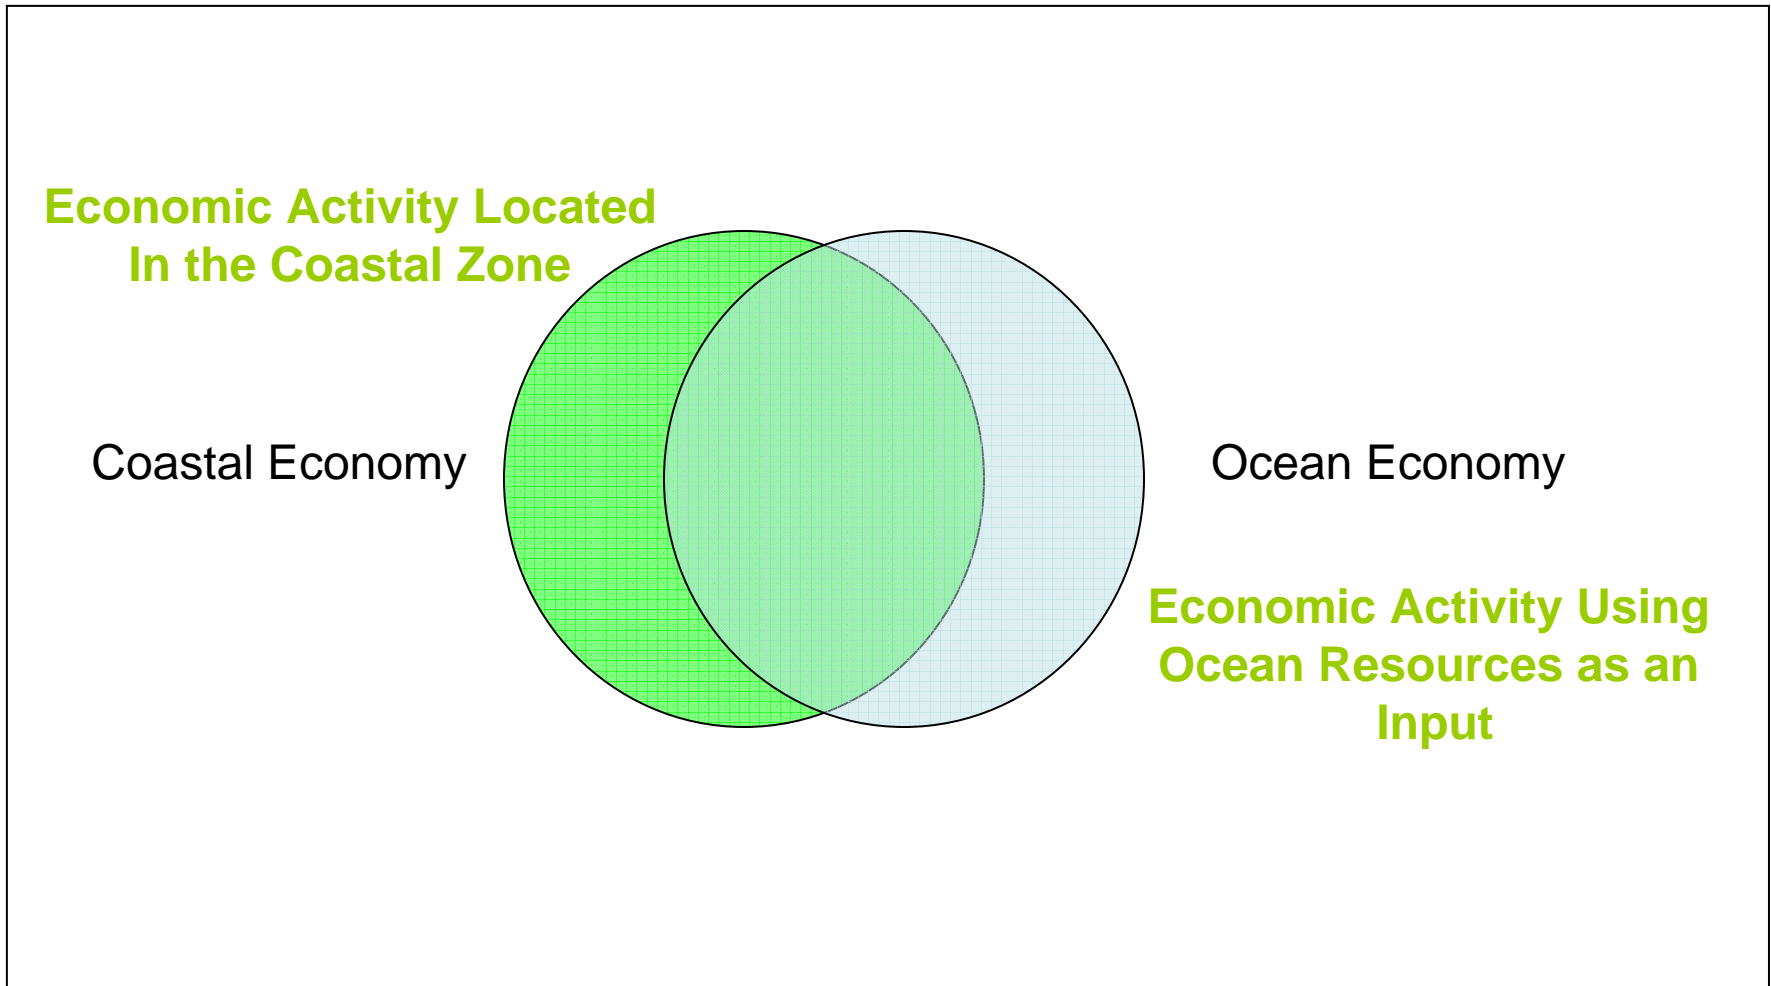 Economic Activity Located
In the Coastal Zone
Coastal Economy
Ocean Economy
Economic Activity Using
Ocean Resources as an
Input